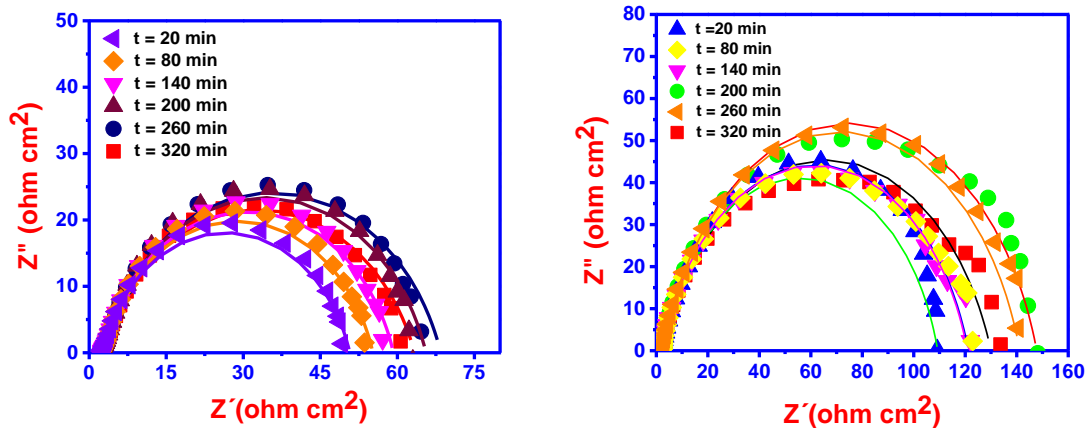 50
40
30
20
10
0
0
15
30
45
60
75
Z" (ohm cm2)
Z´(ohm cm2)
t = 20 min
t = 80 min
t = 140 min
t = 200 min
t = 260 min
t = 320 min
80
70
60
50
40
30
20
10
0
0
20
40
60
80
100
120
140
160
Z" (ohm cm2)
Z´(ohm cm2)
t =20 min
t = 80 min
t = 140 min
t = 200 min
t = 260 min
t = 320 min